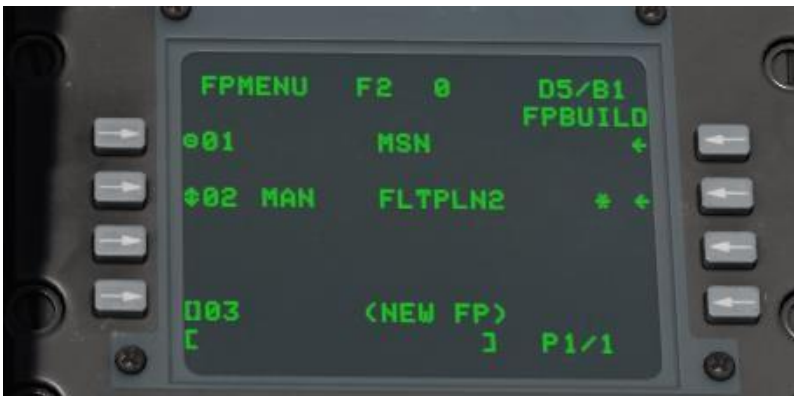 FPMENU F2 0 D5/B1
FPBUILD
⊜01 MSN ←
↕02 MAN FLTPLN2 * ←
[]03 (NEW FP)
[ ] P1/1